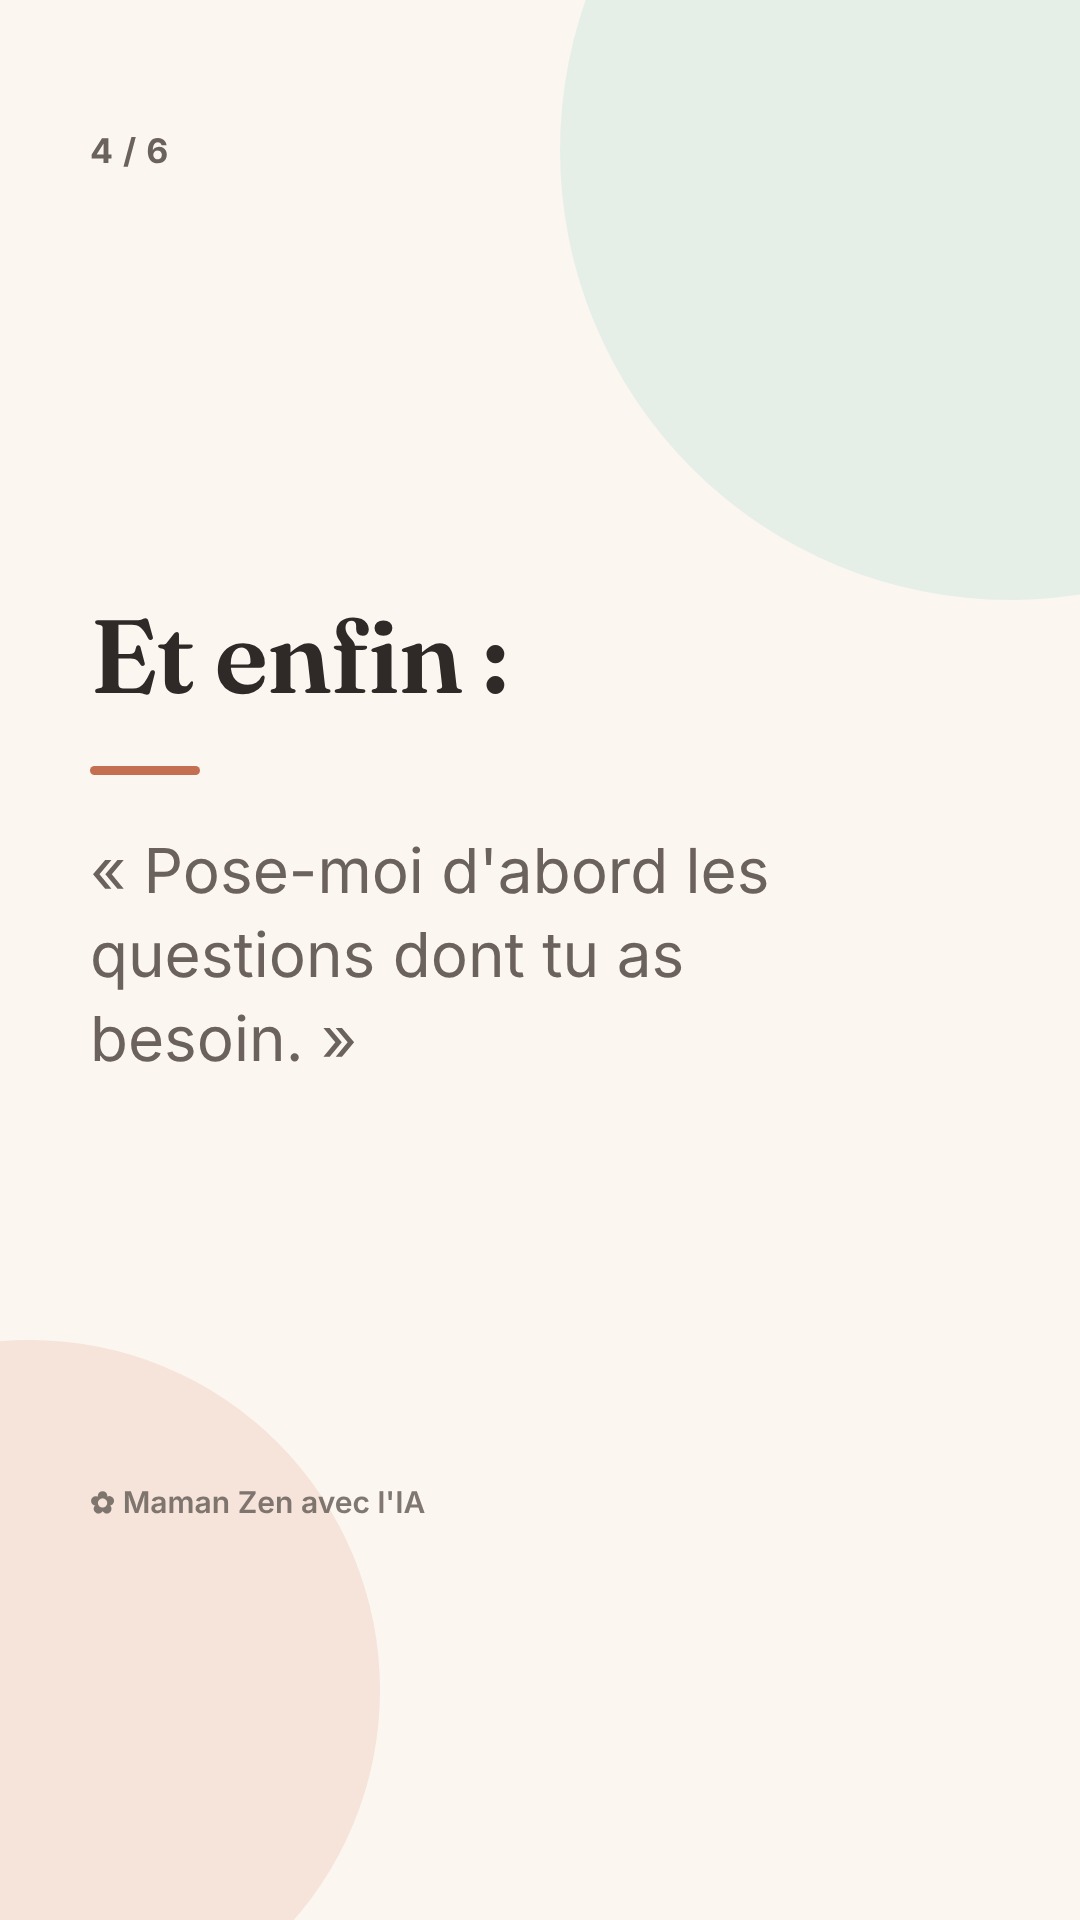 4 / 6
Et enfin :
« Pose-moi d'abord les
questions dont tu as
besoin. »
✿ Maman Zen avec l'IA